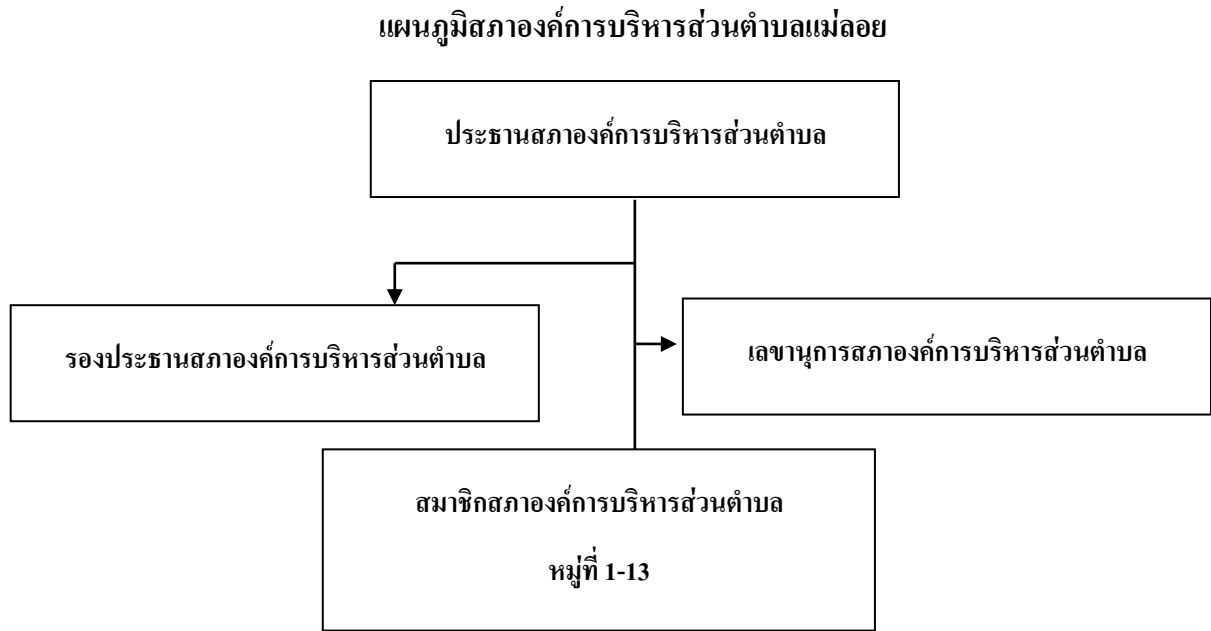 แผนภูมิสภาองค์การบริหารส่วนตำบลแม่ลอย
ประธานสภาองค์การบริหารส่วนตำบล
รองประธานสภาองค์การบริหารส่วนตำบล
เลขานุการสภาองค์การบริหารส่วนตำบล
สมาชิกสภาองค์การบริหารส่วนตำบล
หมู่ที่ 1-13